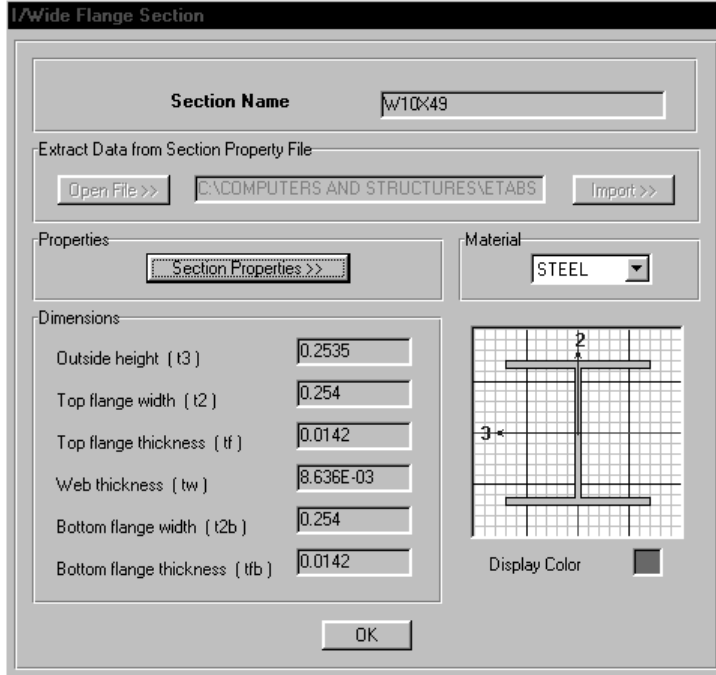 I/Wide Flange Section
Section Name W10X49
Extract Data from Section Property File
Open File >> C:\COMPUTERS AND STRUCTURES\ETABS Import >>
Properties
Section Properties >>
Material
STEEL
Dimensions
Outside height ( t3 ) 0.2535
Top flange width ( t2 ) 0.254
Top flange thickness ( tf ) 0.0142
Web thickness ( tw ) 8.636E-03
Bottom flange width ( t2b ) 0.254
Bottom flange thickness ( tfb ) 0.0142
2
3
Display Color
OK